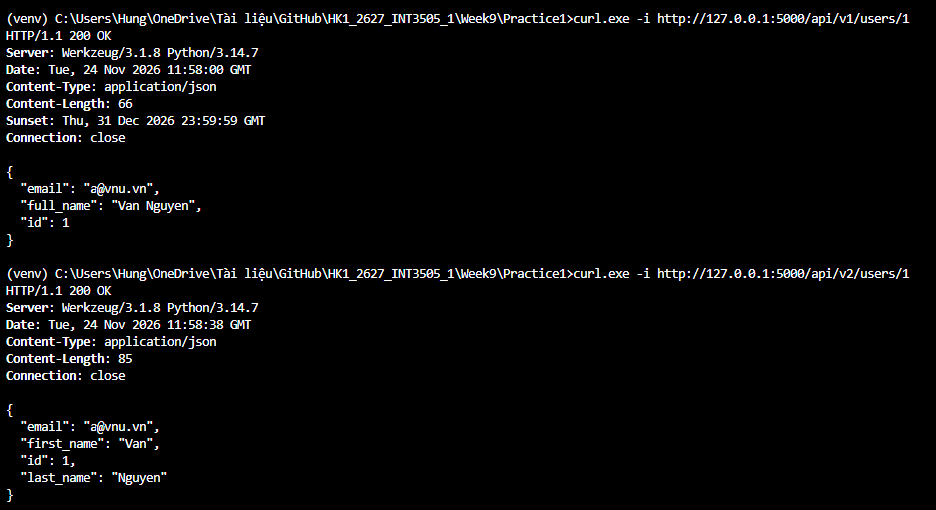 (venv) C:\Users\Hung\OneDrive\Tài liệu\GitHub\HK1_2627_INT3505_1\Week9\Practice1>curl.exe -i http://127.0.0.1:5000/api/v1/users/1
HTTP/1.1 200 OK
Server: Werkzeug/3.1.8 Python/3.14.7
Date: Tue, 24 Nov 2026 11:58:00 GMT
Content-Type: application/json
Content-Length: 66
Sunset: Thu, 31 Dec 2026 23:59:59 GMT
Connection: close
{
  "email": "a@vnu.vn",
  "full_name": "Van Nguyen",
  "id": 1
}
(venv) C:\Users\Hung\OneDrive\Tài liệu\GitHub\HK1_2627_INT3505_1\Week9\Practice1>curl.exe -i http://127.0.0.1:5000/api/v2/users/1
HTTP/1.1 200 OK
Server: Werkzeug/3.1.8 Python/3.14.7
Date: Tue, 24 Nov 2026 11:58:38 GMT
Content-Type: application/json
Content-Length: 85
Connection: close
{
  "email": "a@vnu.vn",
  "first_name": "Van",
  "id": 1,
  "last_name": "Nguyen"
}